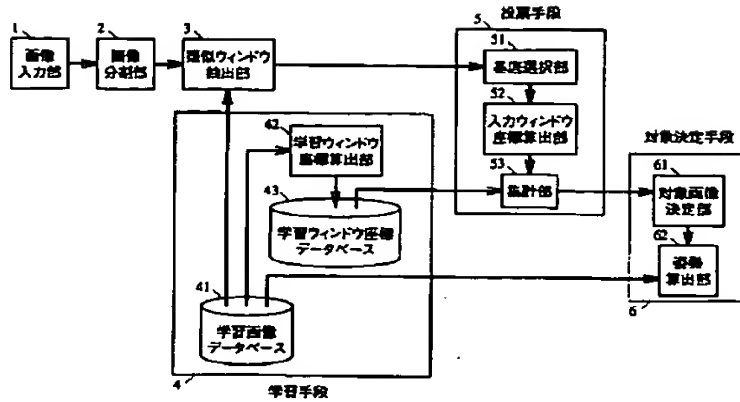 1
画像
入力部
2
画像
分割部
3
類似ウィンドウ
抽出部
投票手段
5
51
基底選択部
52
入力ウィンドウ
座標算出部
53
集計部
42
学習ウィンドウ
座標算出部
43
学習ウィンドウ座標
データベース
41
学習画像
データベース
4
学習手段
対象決定手段
61
対象画像
決定部
62
姿勢
算出部
6